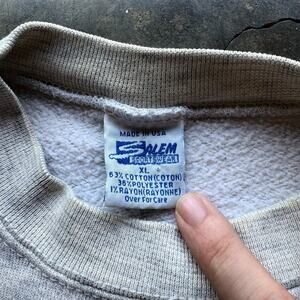 MADE IN USA
SALEM
SPORTSWEAR
XL
63% COTTON(COTON)
36% POLYESTER
1% RAYON(RAYONNE)
Over For Care